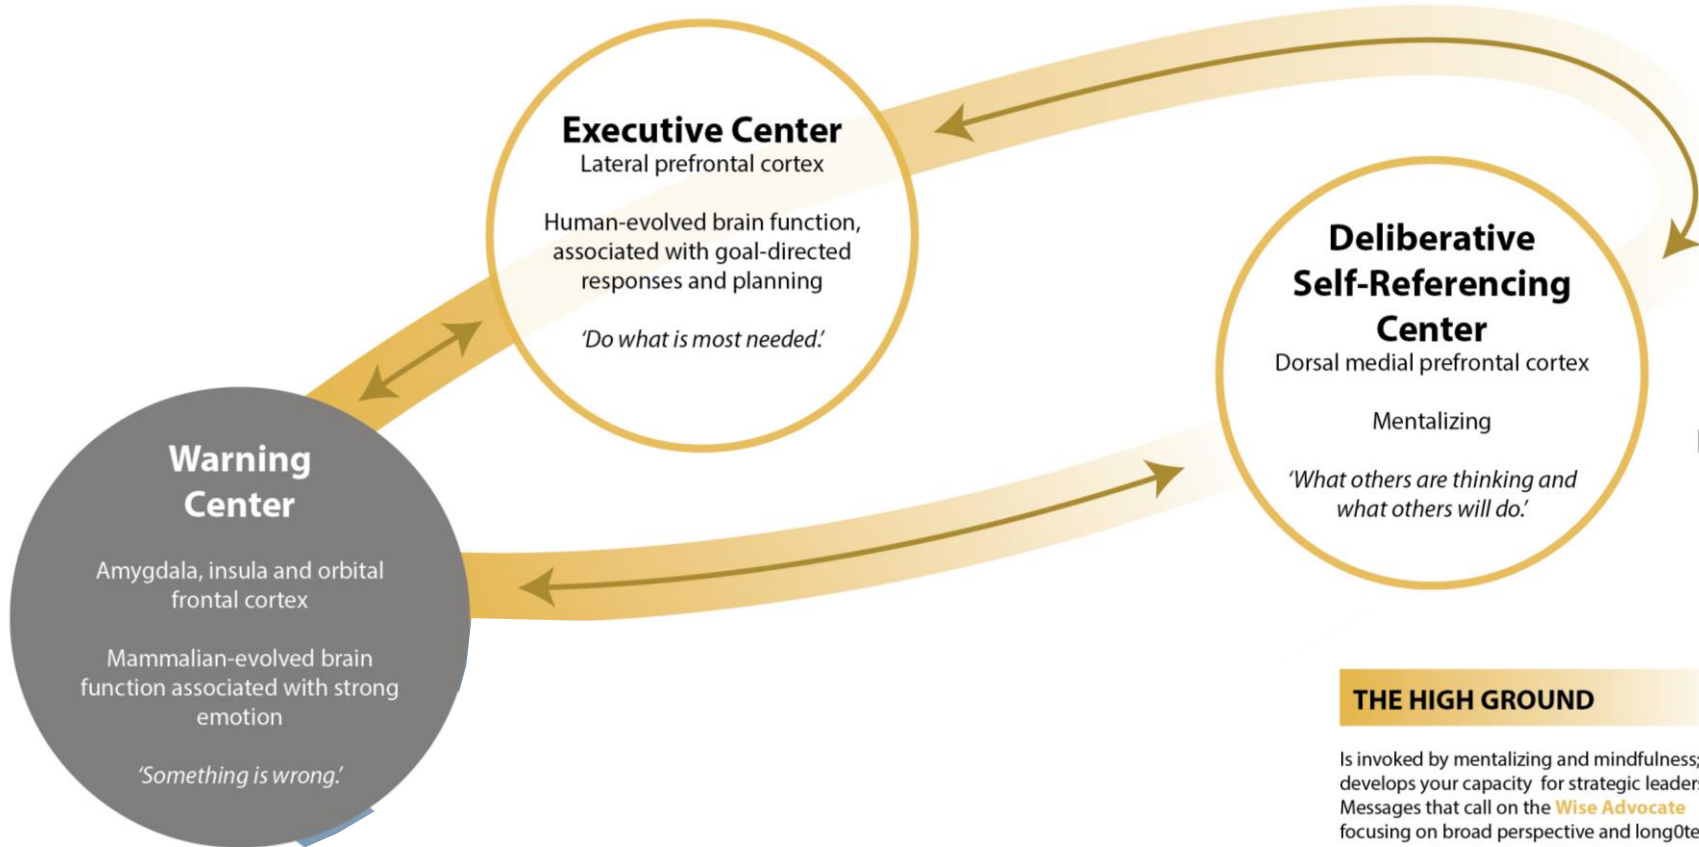 Executive Center
Lateral prefrontal cortex
Human-evolved brain function,
associated with goal-directed
responses and planning
‘Do what is most needed.’
Deliberative
Self-Referencing
Center
Dorsal medial prefrontal cortex
Mentalizing
‘What others are thinking and
what others will do.’
Warning
Center
Amygdala, insula and orbital
frontal cortex
Mammalian-evolved brain
function associated with strong
emotion
‘Something is wrong.’
THE HIGH GROUND
Is invoked by mentalizing and mindfulness;
develops your capacity for strategic
Messages that call on the Wise Advocate
focusing on broad perspective and